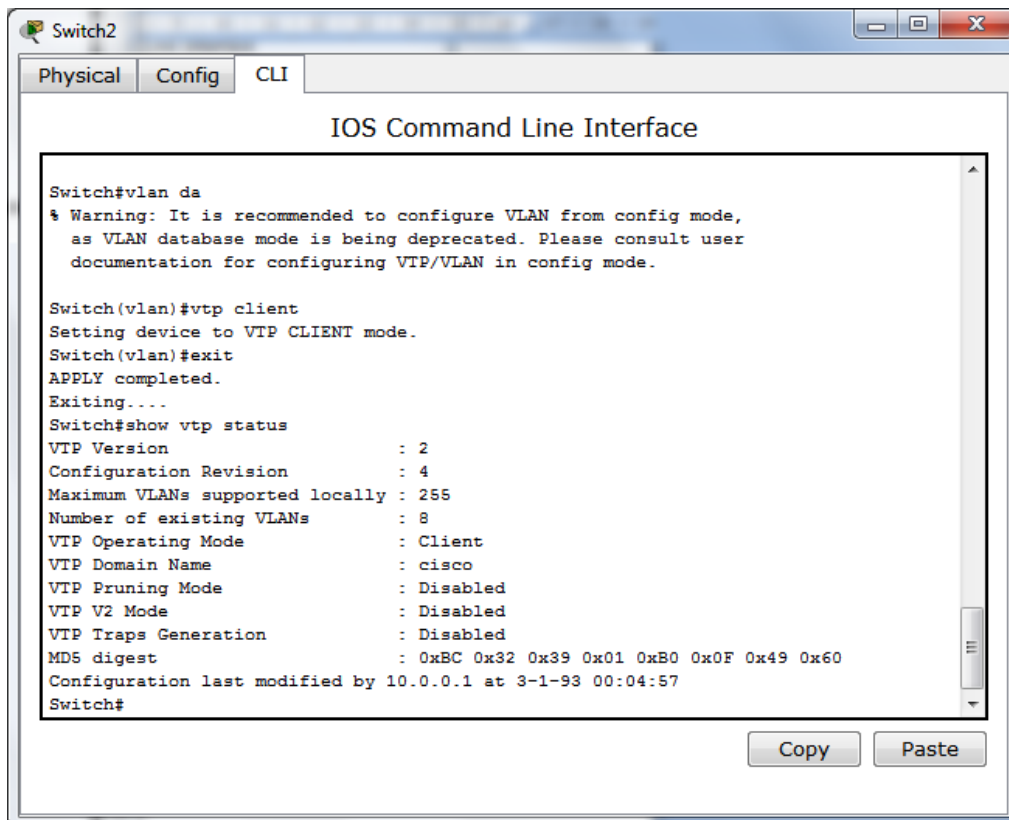 Switch2
Physical Config CLI
IOS Command Line Interface
Switch#vlan da
% Warning: It is recommended to configure VLAN from config mode,
as VLAN database mode is being deprecated. Please consult user
documentation for configuring VTP/VLAN in config mode.
Switch(vlan)#vtp client
Setting device to VTP CLIENT mode.
Switch(vlan)#exit
APPLY completed.
Exiting....
Switch#show vtp status
VTP Version : 2
Configuration Revision : 4
Maximum VLANs supported locally : 255
Number of existing VLANs : 8
VTP Operating Mode : Client
VTP Domain Name : cisco
VTP Pruning Mode : Disabled
VTP V2 Mode : Disabled
VTP Traps Generation : Disabled
MD5 digest : 0xBC 0x32 0x39 0x01 0xB0 0x0F 0x49 0x60
Configuration last modified by 10.0.0.1 at 3-1-93 00:04:57
Switch#
Copy Paste